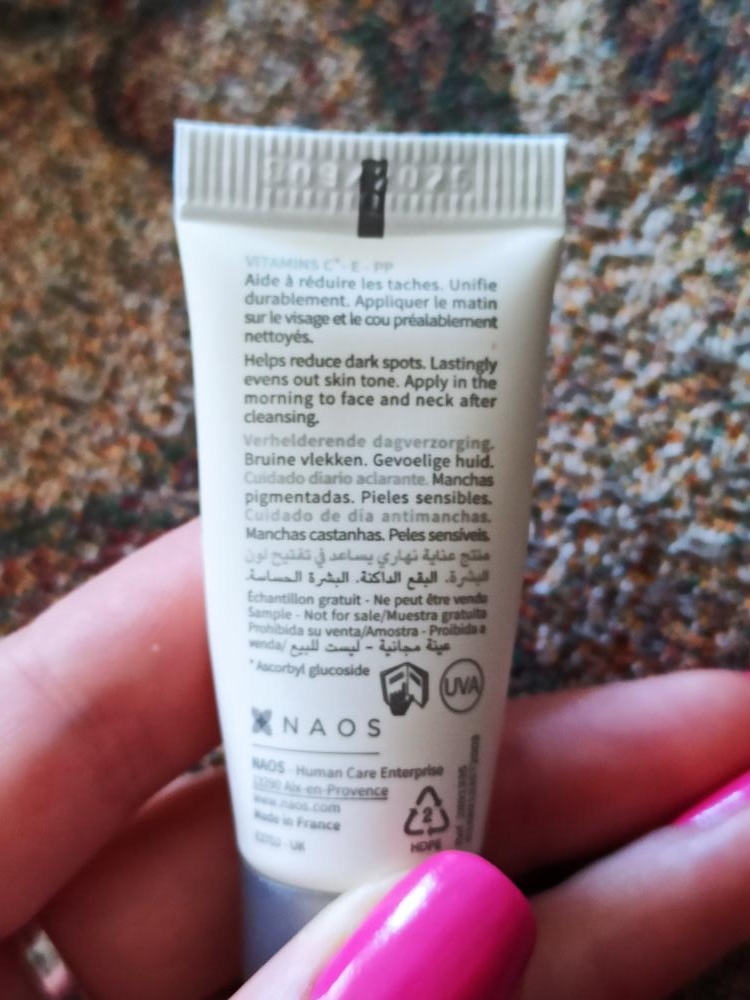 VITAMINS C* - E - PP
Aide à réduire les taches. Unifie
durablement. Appliquer le matin
sur le visage et le cou préalablement
nettoyés.
Helps reduce dark spots. Lastingly
evens out skin tone. Apply in the
morning to face and neck after
cleansing.
Verhelderende dagverzorging.
Bruine vlekken. Gevoelige huid.
Cuidado diario aclarante. Manchas
pigmentadas. Pieles sensibles.
Cuidado de dia antimanchas.
Manchas castanhas. Peles sensíveis.
منتج عناية نهاري يساعد في تفتيح لون
البشرة. البقع الداكنة. البشرة الحساسة.
Échantillon gratuit - Ne peut être vendu
Sample - Not for sale/Muestra gratuita
Prohibida su venta/Amostra - Proibida a
venda/ عينة مجانية - ليست للبيع
* Ascorbyl glucoside
UVA
NAOS
NAOS - Human Care Enterprise
13290 Aix-en-Provence
www.naos.com
Made in France
UK
2
HDPE